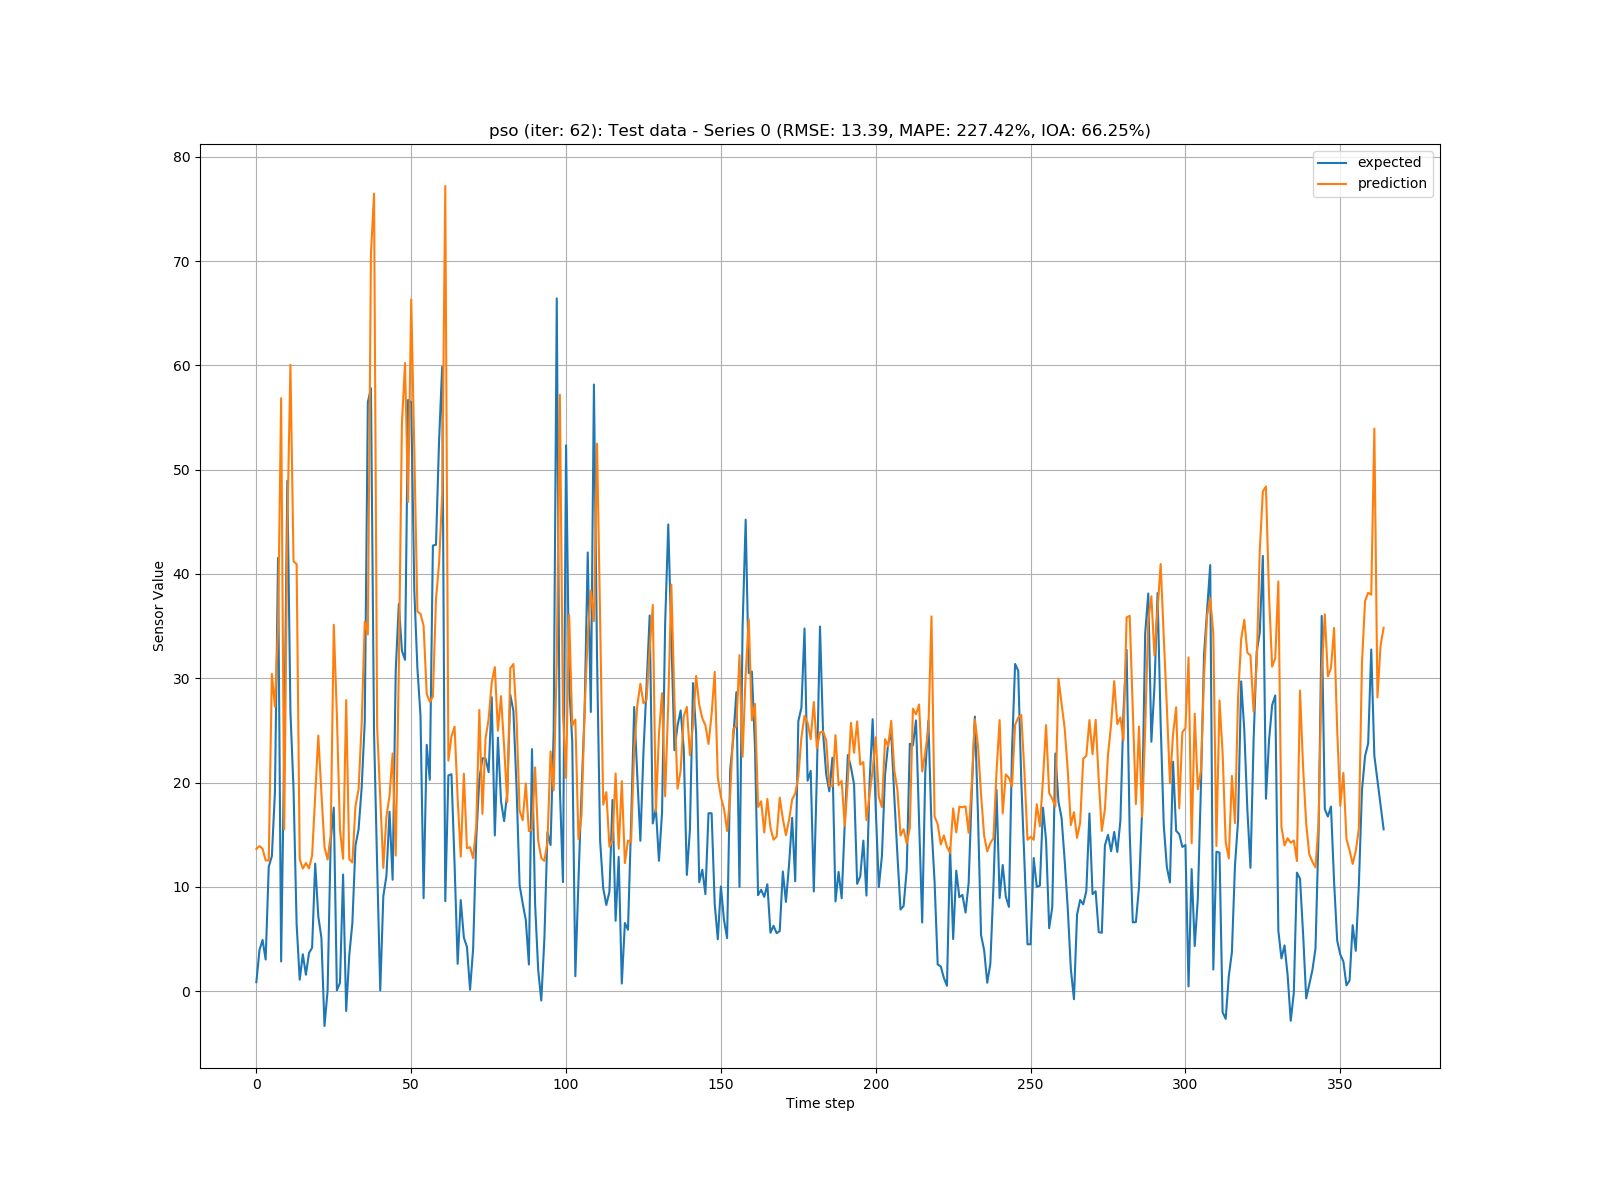 pso (iter: 62): Test data - Series 0 (RMSE: 13.39, MAPE: 227.42%, IOA: 66.25%)
expected
prediction
80
70
60
50
40
30
20
10
0
Sensor Value
0 50 100 150 200 250 300 350
Time step